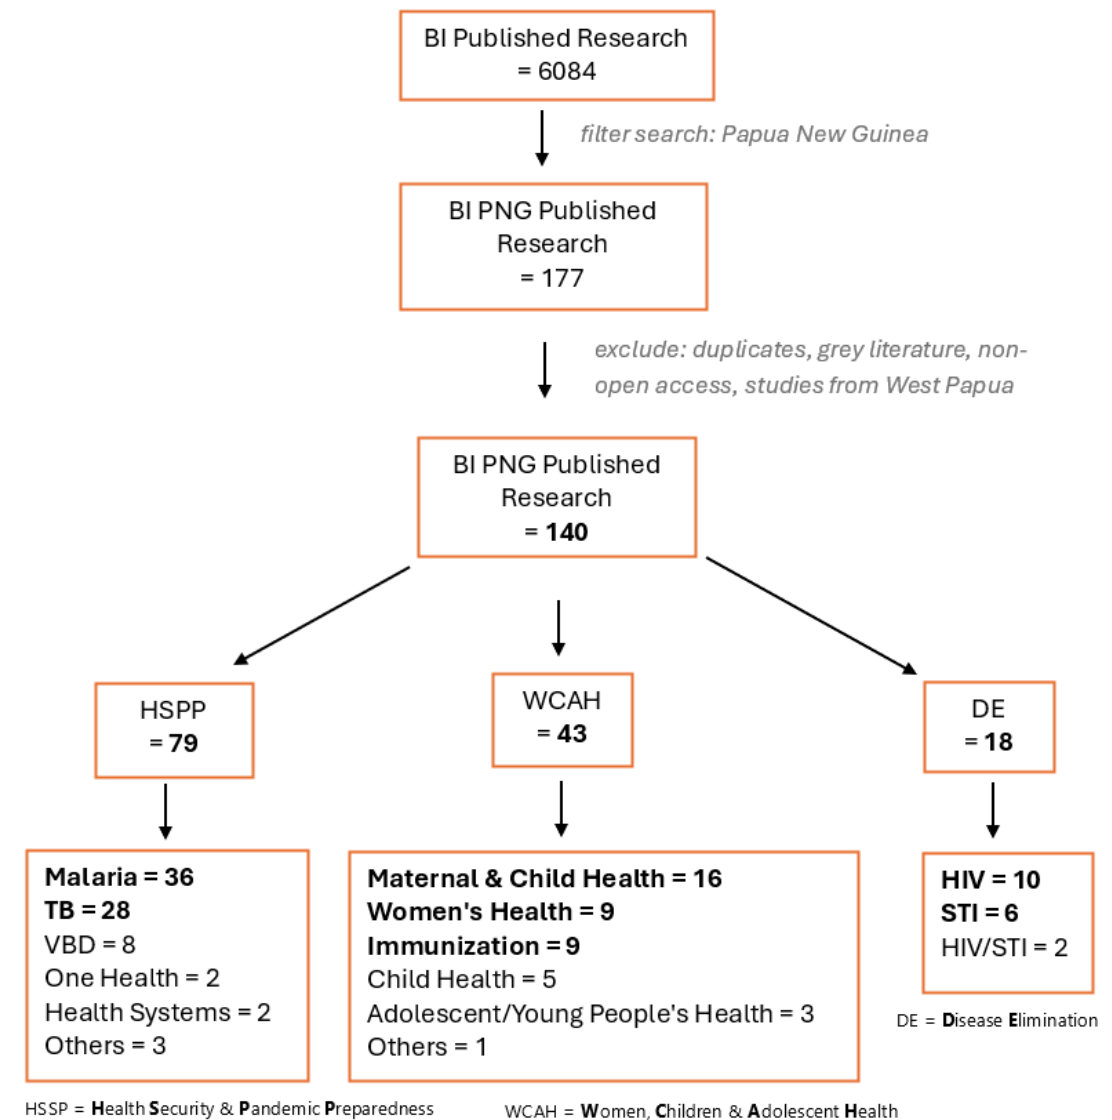 BI Published Research
= 6084
filter search: Papua New Guinea
BI PNG Published
Research
= 177
exclude: duplicates, grey literature, non-
open access, studies from West Papua
BI PNG Published
Research
= 140
HSPP
= 79
WCAH
= 43
DE
= 18
Malaria = 36
TB = 28
VBD = 8
One Health = 2
Health Systems = 2
Others = 3
Maternal & Child Health = 16
Women's Health = 9
Immunization = 9
Child Health = 5
Adolescent/Young People's Health = 3
Others = 1
HIV = 10
STI = 6
HIV/STI = 2
DE = Disease Elimination
HSSP = Health Security & Pandemic Preparedness
WCAH = Women, Children & Adolescent Health